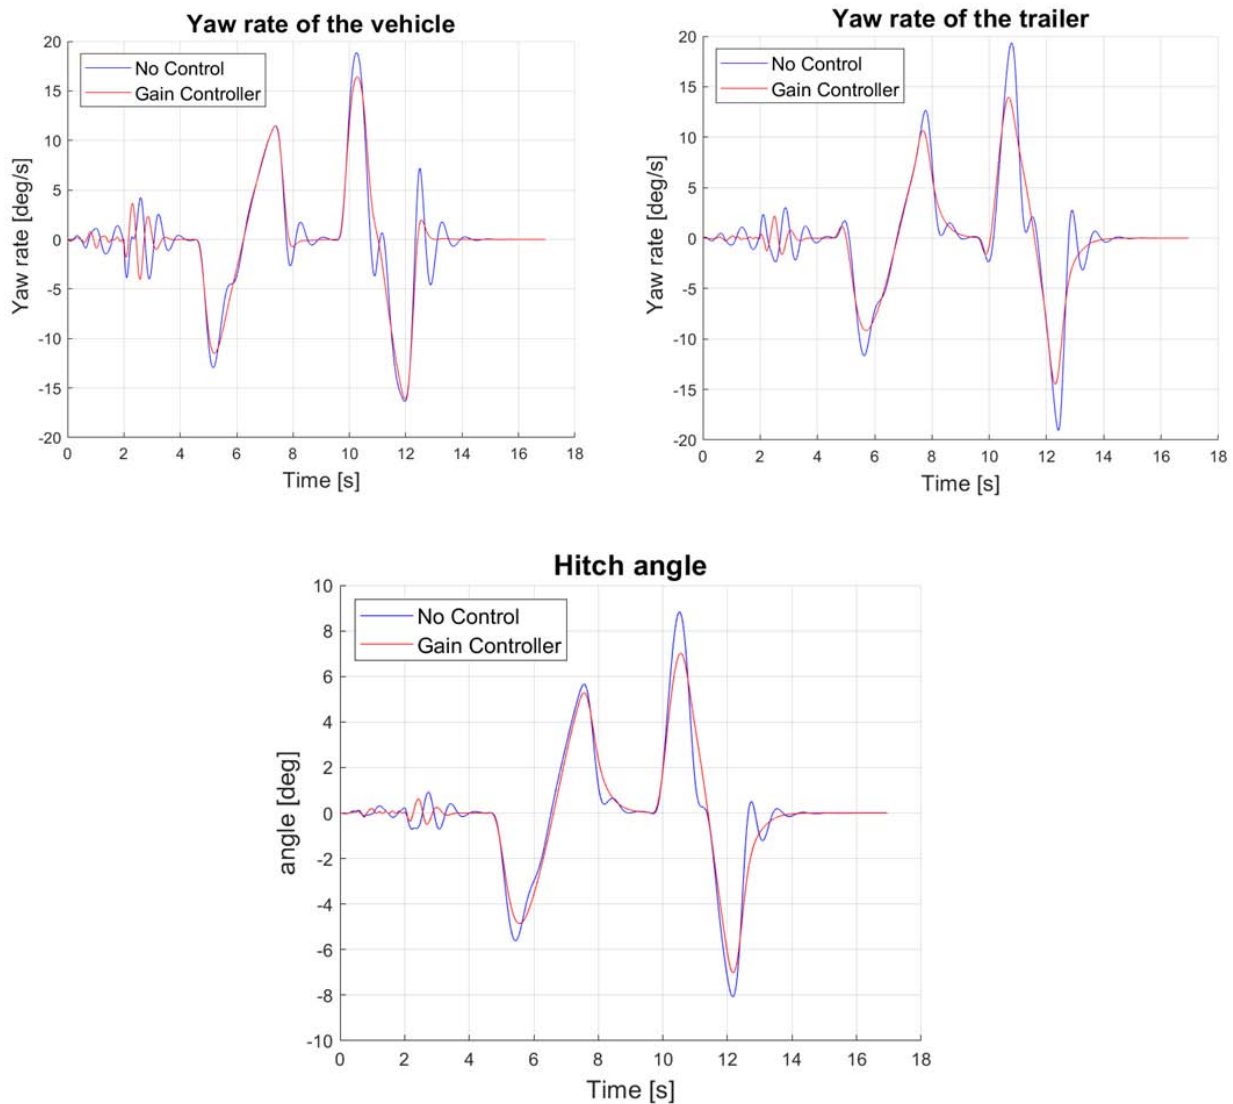 Yaw rate of the vehicle
No Control
Gain Controller
20
15
10
5
0
-5
-10
-15
-20
Yaw rate [deg/s]
0 2 4 6 8 10 12 14 16 18
Time [s]
Yaw rate of the trailer
No Control
Gain Controller
20
15
10
5
0
-5
-10
-15
-20
Yaw rate [deg/s]
0 2 4 6 8 10 12 14 16 18
Time [s]
Hitch angle
No Control
Gain Controller
10
8
6
4
2
0
-2
-4
-6
-8
-10
angle [deg]
0 2 4 6 8 10 12 14 16 18
Time [s]